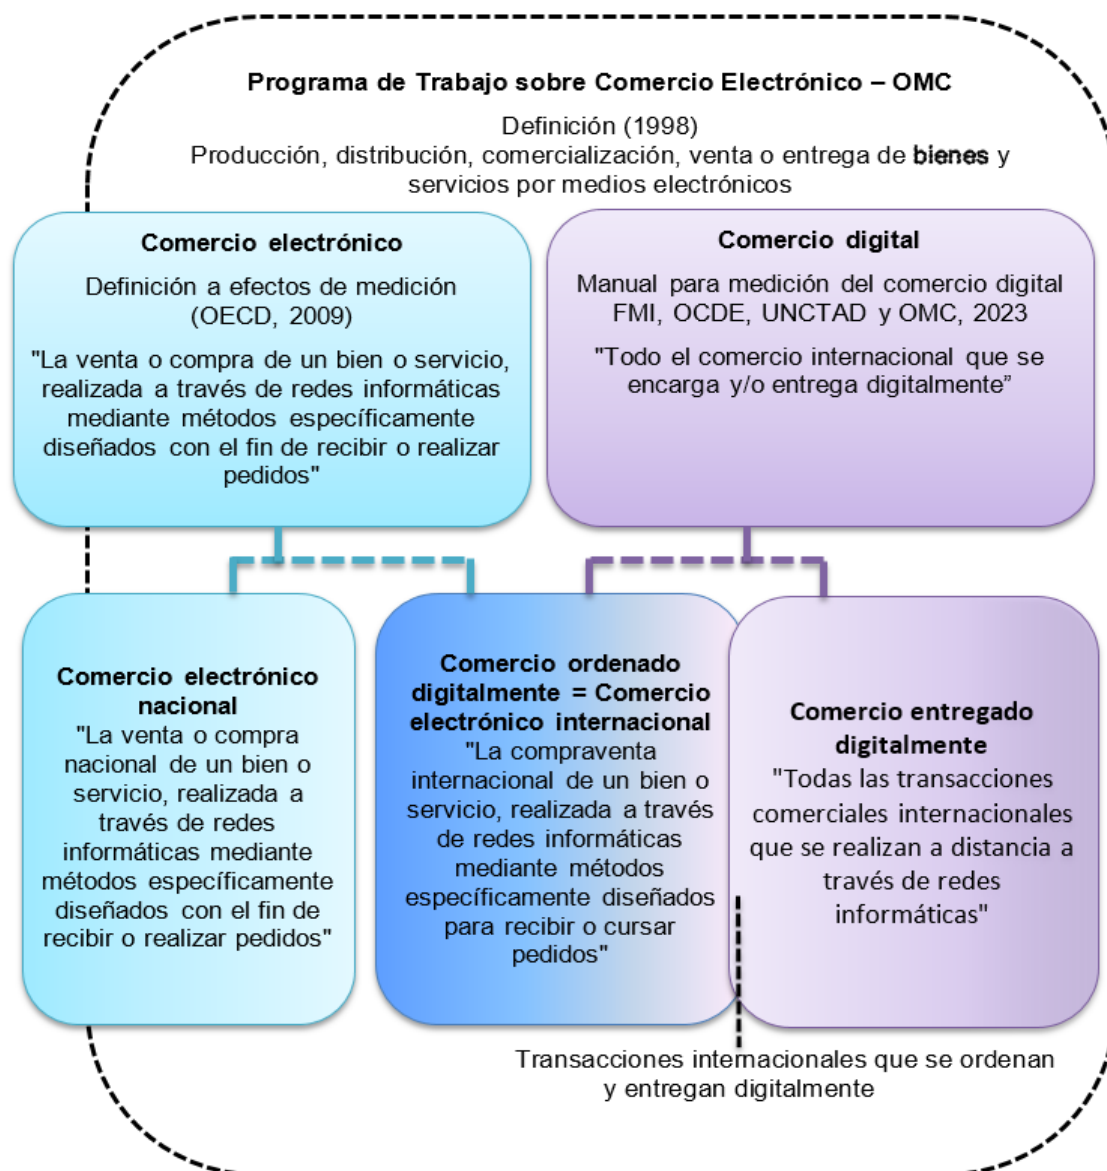 Programa de Trabajo sobre Comercio Electrónico – OMC
Definición (1998)
Producción, distribución, comercialización, venta o entrega de bienes y
servicios por medios electrónicos
Comercio electrónico
Definición a efectos de medición
(OECD, 2009)
"La venta o compra de un bien o servicio,
realizada a través de redes informáticas
mediante métodos específicamente
diseñados con el fin de recibir o realizar
pedidos"
Comercio digital
Manual para medición del comercio digital
FMI, OCDE, UNCTAD y OMC, 2023
"Todo el comercio internacional que se
encarga y/o entrega digitalmente”
Comercio electrónico
nacional
"La venta o compra
nacional de un bien o
servicio, realizada a
través de redes
informáticas mediante
métodos específicamente
diseñados con el fin de
recibir o realizar pedidos"
Comercio ordenado
digitalmente = Comercio
electrónico internacional
"La compraventa
internacional de un bien o
servicio, realizada a través
de redes informáticas
mediante métodos
específicamente diseñados
para recibir o cursar
pedidos"
Comercio entregado
digitalmente
"Todas las transacciones
comerciales internacionales
que se realizan a distancia a
través de redes
informáticas"
Transacciones internacionales que se ordenan
y entregan digitalmente